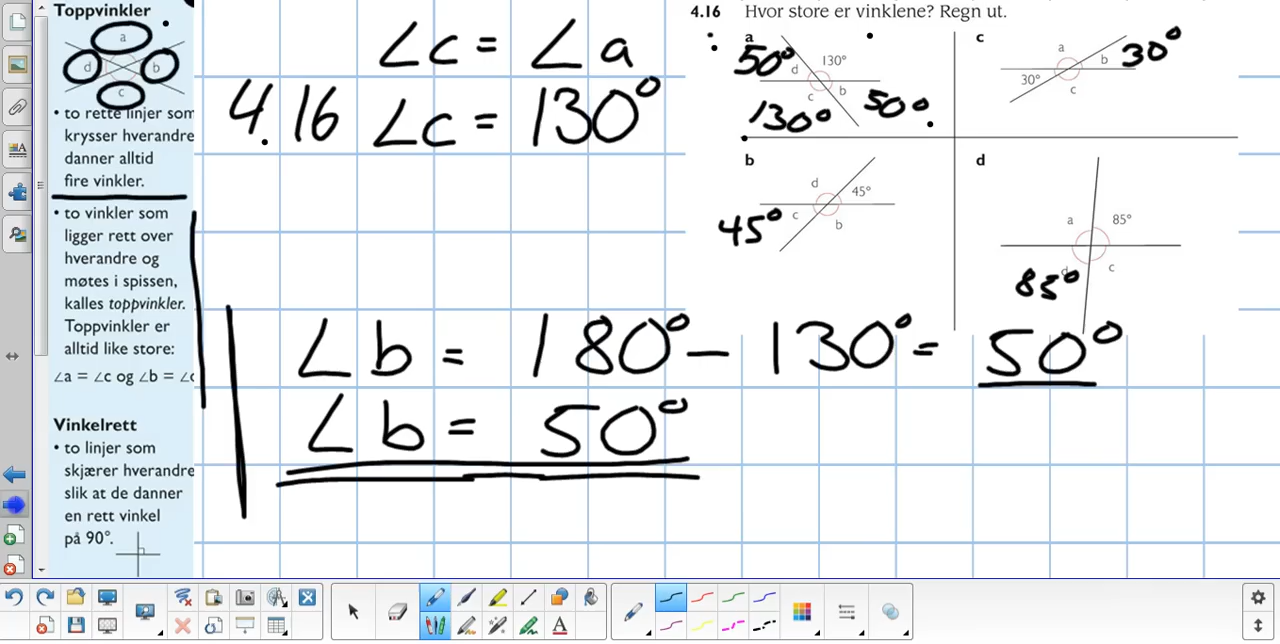 Toppvinkler
a
d
b
c
• to rette linjer som
krysser hverandre
danner alltid
fire vinkler.
• to vinkler som
ligger rett over
hverandre og
møtes i spissen,
kalles toppvinkler.
Toppvinkler er
alltid like store:
∠a = ∠c og ∠b = ∠
Vinkelrett
• to linjer som
skjærer hverandre
slik at de danner
en rett vinkel
på 90°.
∠c = ∠a
4.16 ∠c = 130°
∠b = 180° – 130° = 50°
∠b = 50°
4.16 Hvor store er vinklene? Regn ut.
a
50° d 130°
c b
130° 50°
c
a
b 30°
30°
c
b
d 45°
45° c b
d
a 85°
d c
85°
A